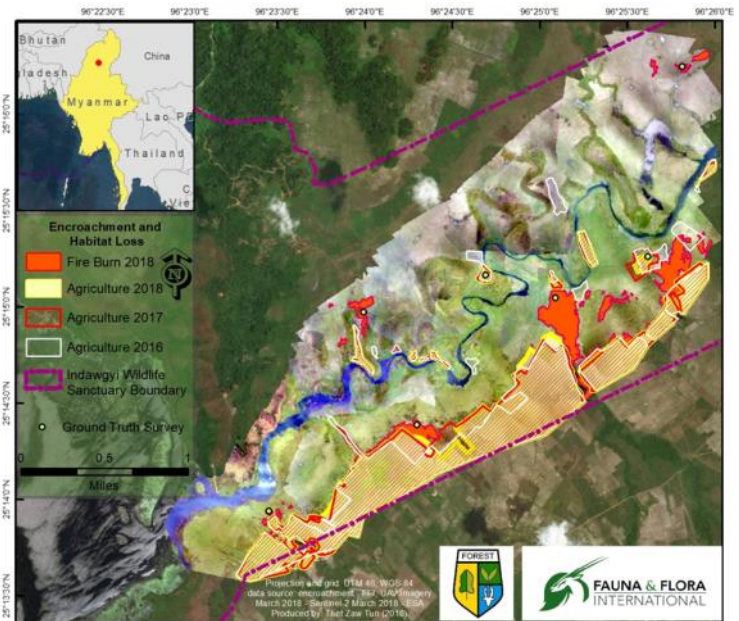 96°22'30"E 96°23'0"E 96°23'30"E 96°24'0"E 96°24'30"E 96°25'0"E 96°25'30"E 96°26'0"E
Bhutan
China
ladesh
Myanmar
Lao P
Thailand
C
Vie
25°16'0"N
25°15'30"N
25°15'0"N
25°14'30"N
25°14'0"N
25°13'30"N
Encroachment and
Habitat Loss
Fire Burn 2018
N
Agriculture 2018
Agriculture 2017
Agriculture 2016
Indawgyi Wildlife
Sanctuary Boundary
Ground Truth Survey
0 0.5 1
Miles
Projection and grid: UTM 46, WGS-84
data source: encroachment - FFI, UAV Imagery
March 2018 - Sentinel-2 March 2018 - ESA
Produced by: Thet Zaw Tun (2018)
FOREST
FAUNA & FLORA
INTERNATIONAL